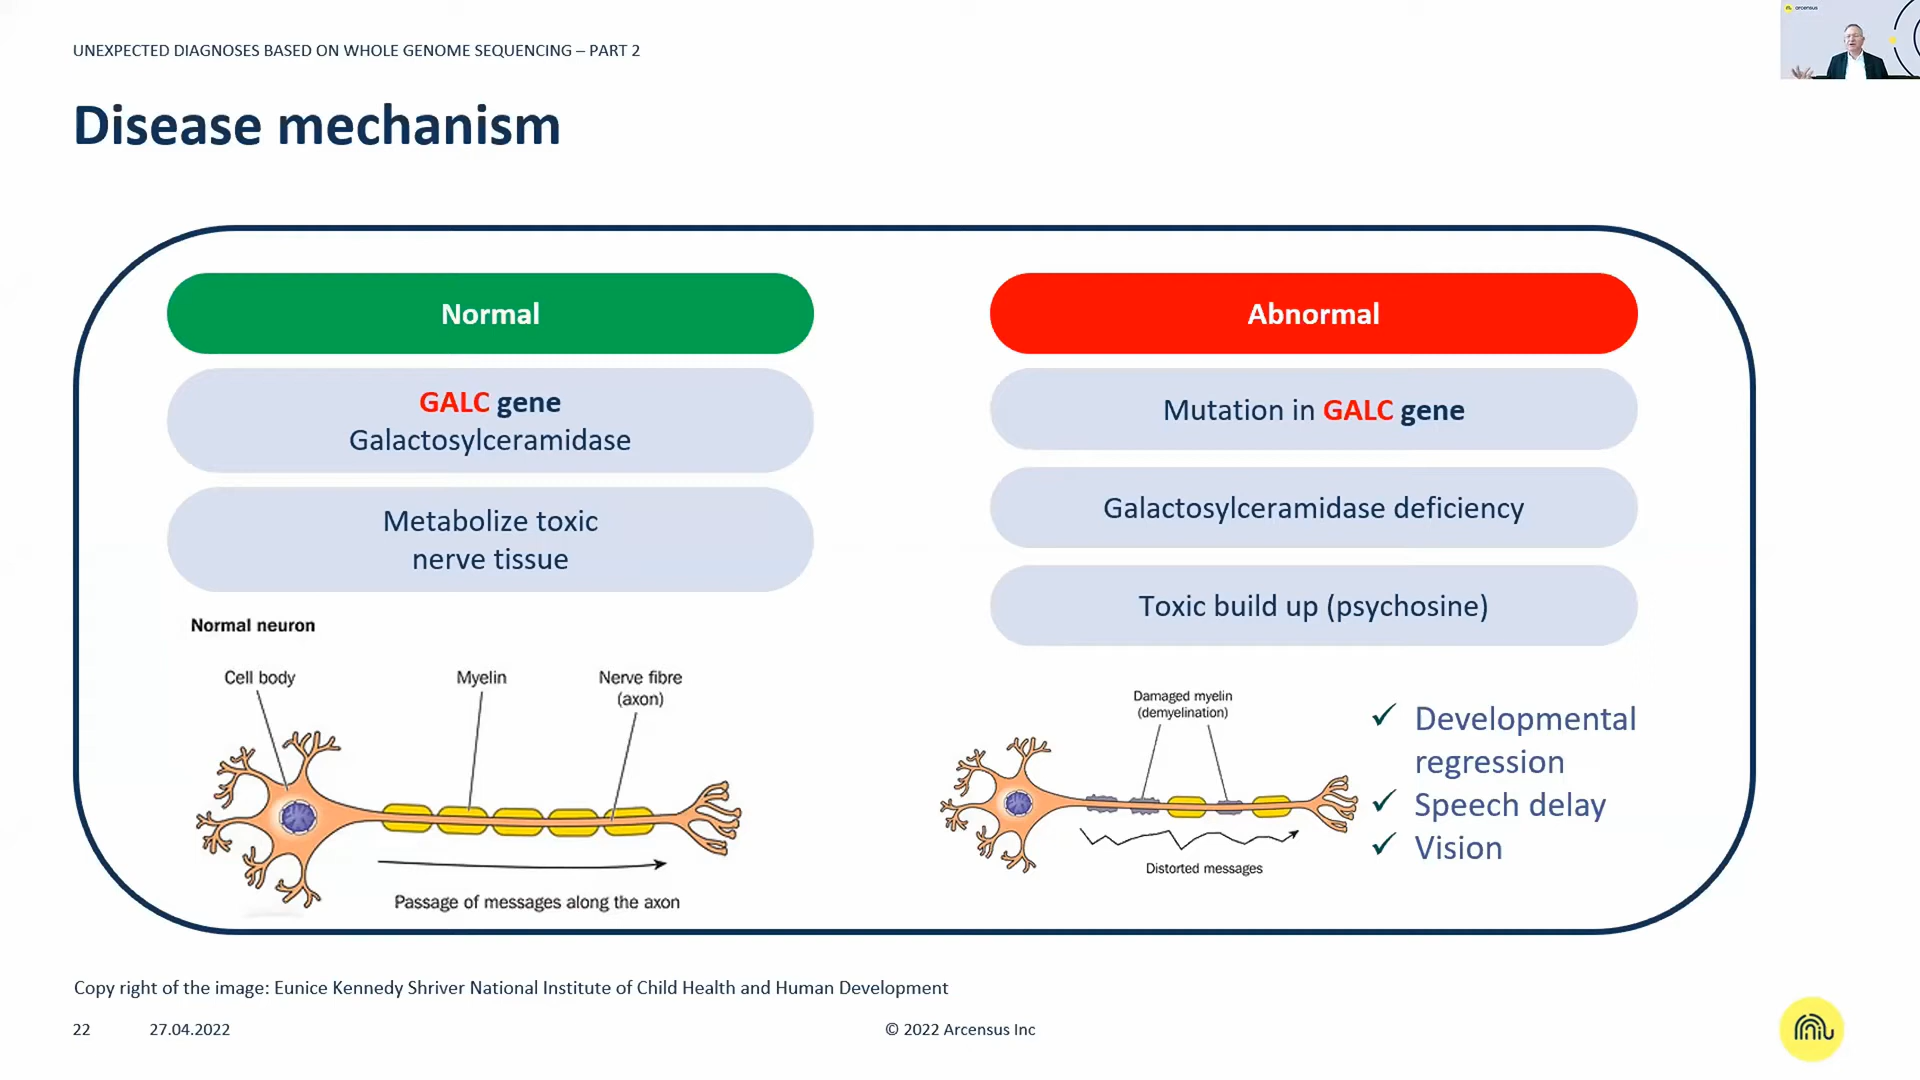 UNEXPECTED DIAGNOSES BASED ON WHOLE GENOME SEQUENCING – PART 2
arcensus
Disease mechanism
Normal
GALC gene
Galactosylceramidase
Metabolize toxic
nerve tissue
Normal neuron
Cell body
Myelin
Nerve fibre
(axon)
Passage of messages along the axon
Abnormal
Mutation in GALC gene
Galactosylceramidase deficiency
Toxic build up (psychosine)
Damaged myelin
(demyelination)
Distorted messages
✓ Developmental
regression
✓ Speech delay
✓ Vision
Copy right of the image: Eunice Kennedy Shriver National Institute of Child Health and Human Development
22 27.04.2022 © 2022 Arcensus Inc